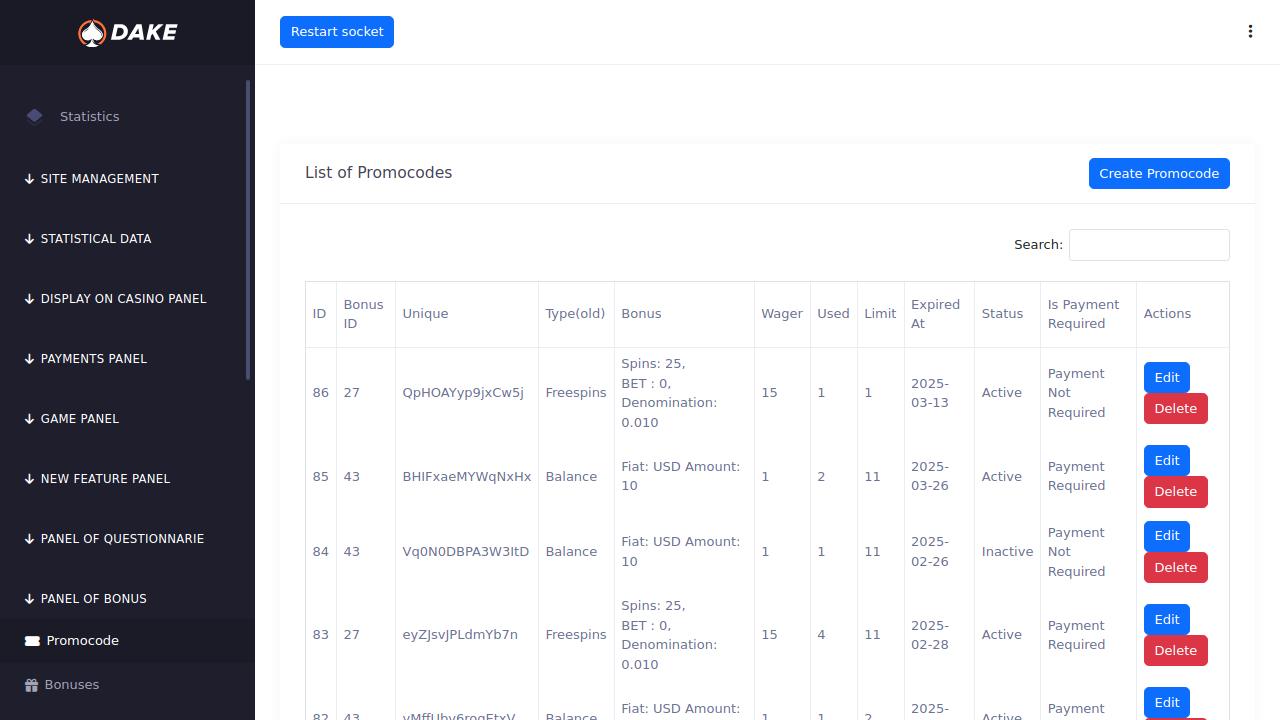 DAKE
Restart socket
Statistics
SITE MANAGEMENT
STATISTICAL DATA
DISPLAY ON CASINO PANEL
PAYMENTS PANEL
GAME PANEL
NEW FEATURE PANEL
PANEL OF QUESTIONNARIE
PANEL OF BONUS
Promocode
Bonuses
List of Promocodes
Create Promocode
Search:
ID
Bonus
ID
Unique
Type(old)
Bonus
Wager
Used
Limit
Expired
At
Status
Is Payment
Required
Actions
86
27
QpHOAYyp9jxCw5j
Freespins
Spins: 25,
BET : 0,
Denomination:
0.010
15
1
1
2025-
03-13
Active
Payment
Not
Required
Edit
Delete
85
43
BHIFxaeMYWqNxHx
Balance
Fiat: USD Amount:
10
1
2
11
2025-
03-26
Active
Payment
Required
Edit
Delete
84
43
Vq0N0DBPA3W3ItD
Balance
Fiat: USD Amount:
10
1
1
11
2025-
02-26
Inactive
Payment
Not
Required
Edit
Delete
83
27
eyZJsvJPLdmYb7n
Freespins
Spins: 25,
BET : 0,
Denomination:
0.010
15
4
11
2025-
02-28
Active
Payment
Required
Edit
Delete
82
43
Balance
Fiat: USD Amount:
1
1
2
2025-
Payment
Edit